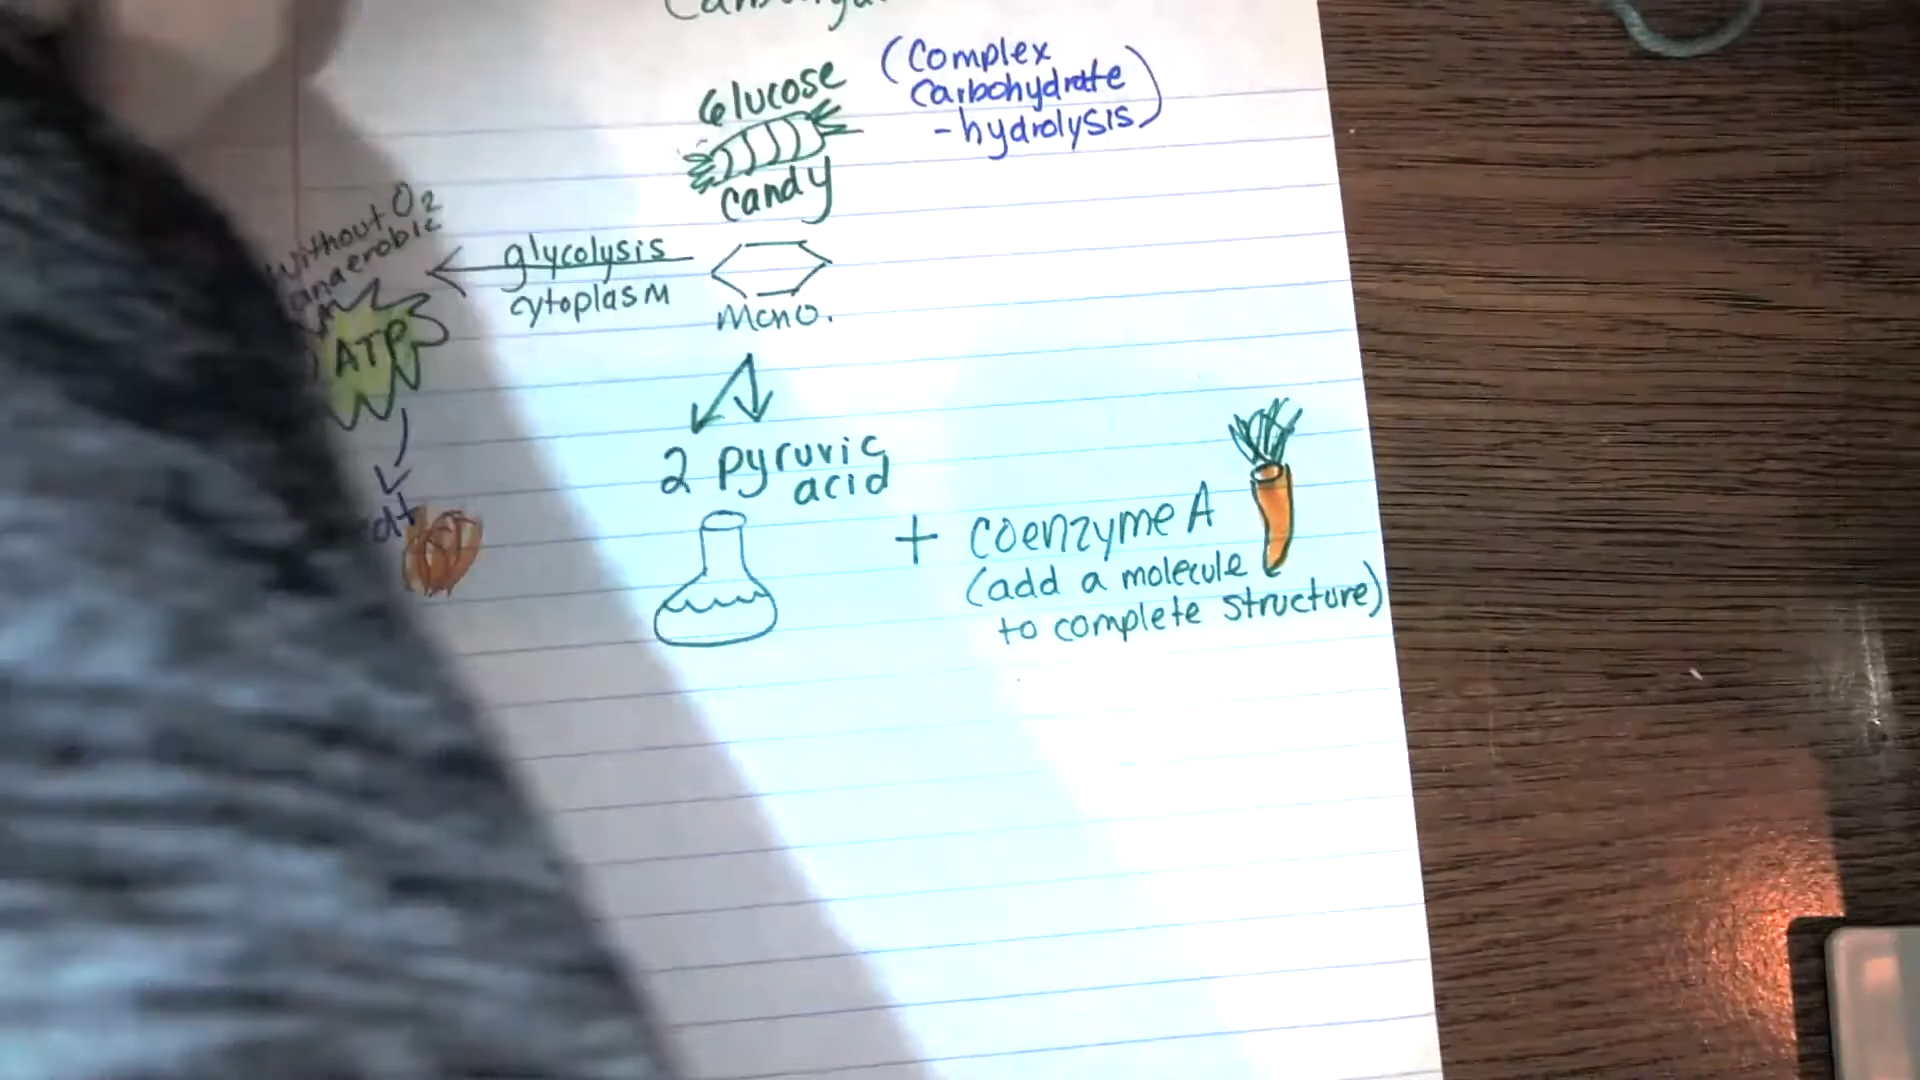 Glucose
candy
(Complex
Carbohydrate
-hydrolysis)
Without O2
anaerobic
glycolysis
cytoplasm
Mono.
ATP
2 pyruvic
acid
+ coenzyme A
(add a molecule
to complete structure)